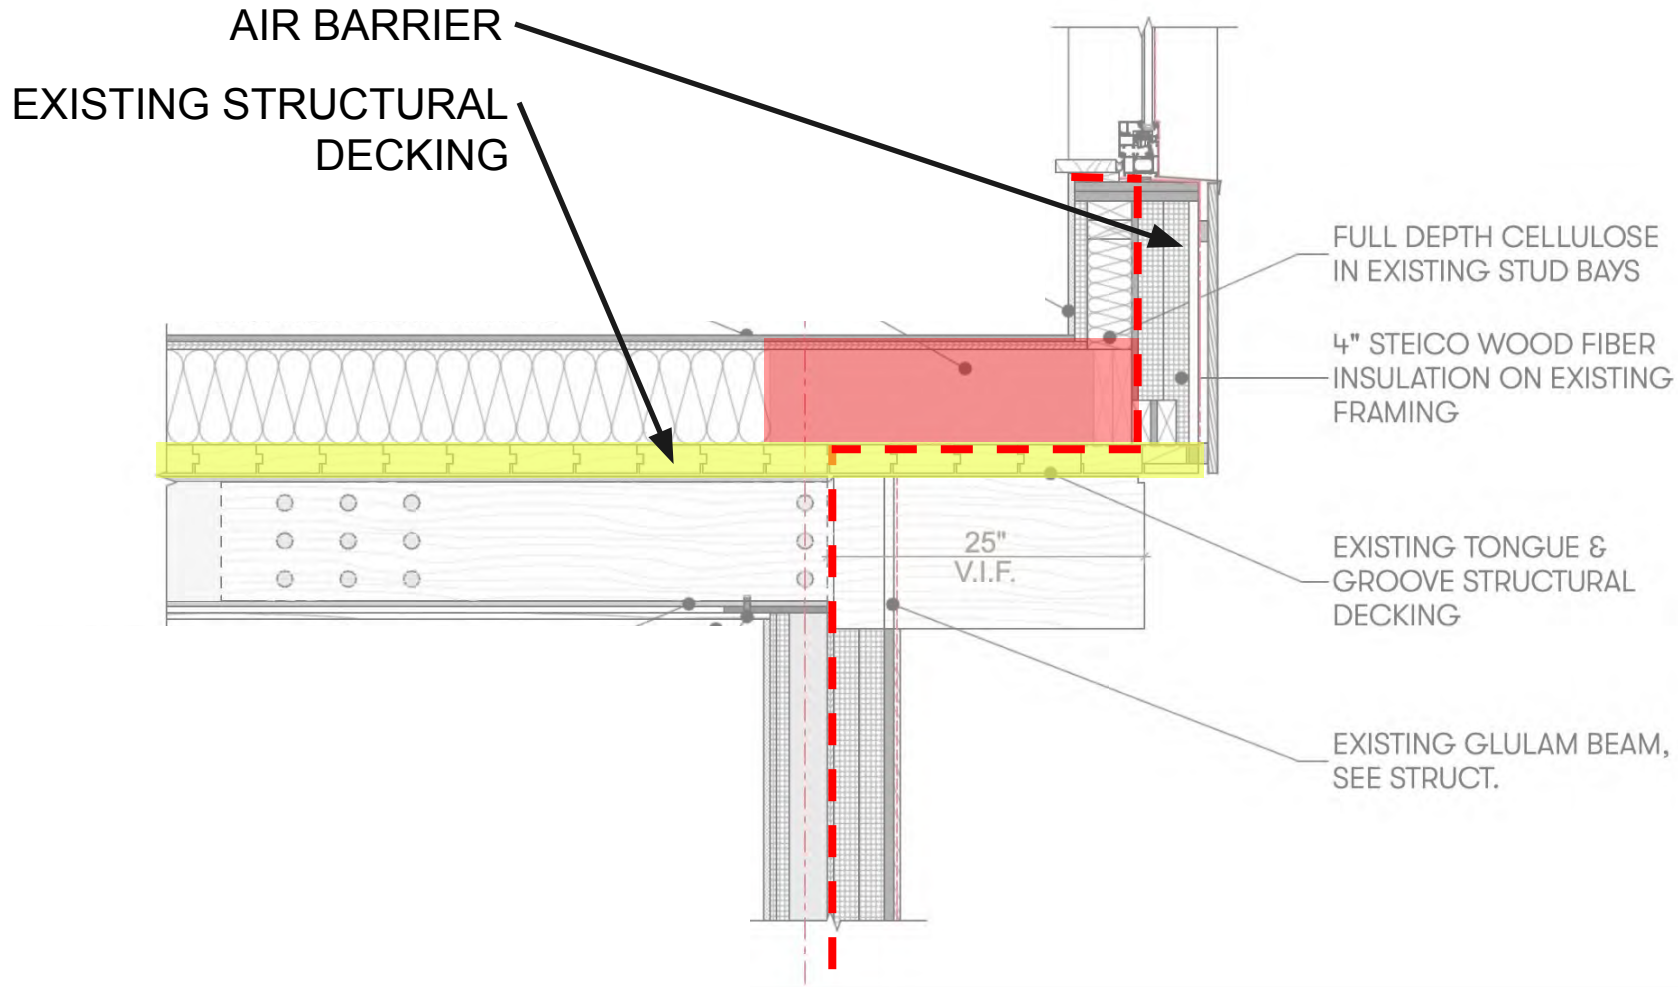 AIR BARRIER
EXISTING STRUCTURAL
DECKING
FULL DEPTH CELLULOSE
IN EXISTING STUD BAYS
4" STEICO WOOD FIBER
INSULATION ON EXISTING
FRAMING
25"
V.I.F.
EXISTING TONGUE &
GROOVE STRUCTURAL
DECKING
EXISTING GLULAM BEAM,
SEE STRUCT.